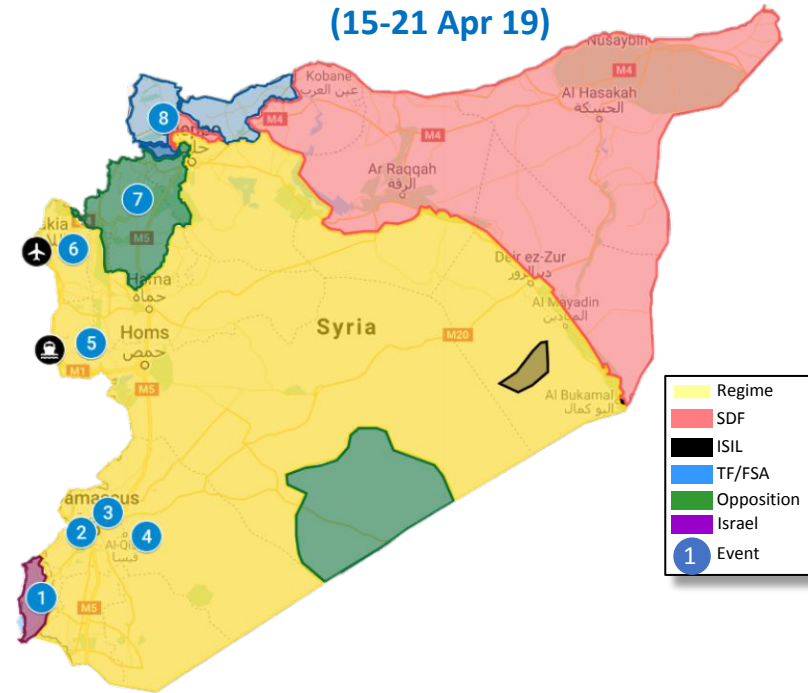 (15-21 Apr 19)
Nusaybin
M4
Kobane
عين العرب
Al Hasakah
الحسكة
8
M4
M4
Ar Raqqah
الرقة
7
6
M5
Deir ez-Zur
دير الزور
حماة
Al Mayadin
الميادين
Syria
Homs
حمص
5
M20
M1
M5
Al Bukamal
البو كمال
Regime
SDF
ISIL
TF/FSA
Opposition
Israel
1 Event
amascus
3
2
4
1
M5